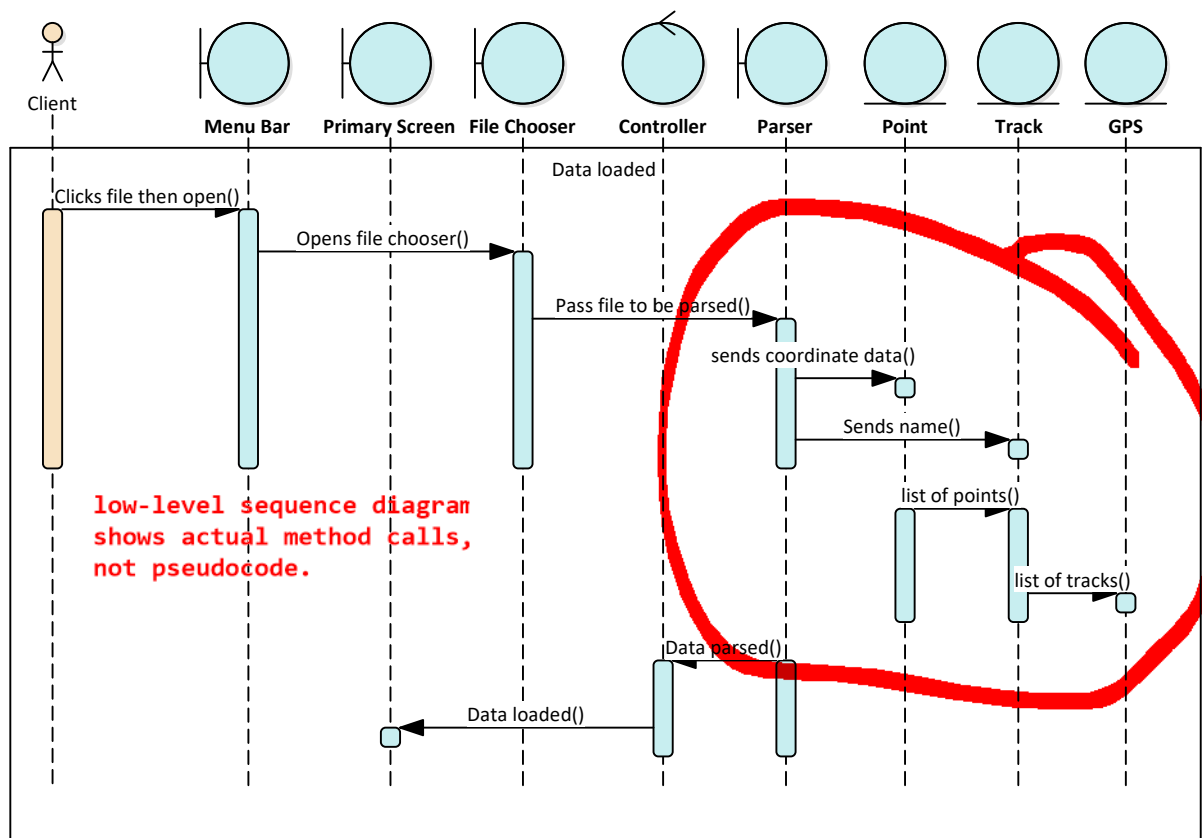 Client
Menu Bar
Primary Screen
File Chooser
Controller
Parser
Point
Track
GPS
Data loaded
Clicks file then open()
Opens file chooser()
Pass file to be parsed()
sends coordinate data()
Sends name()
low-level sequence diagram
shows actual method calls,
not pseudocode.
list of points()
list of tracks()
Data parsed()
Data loaded()